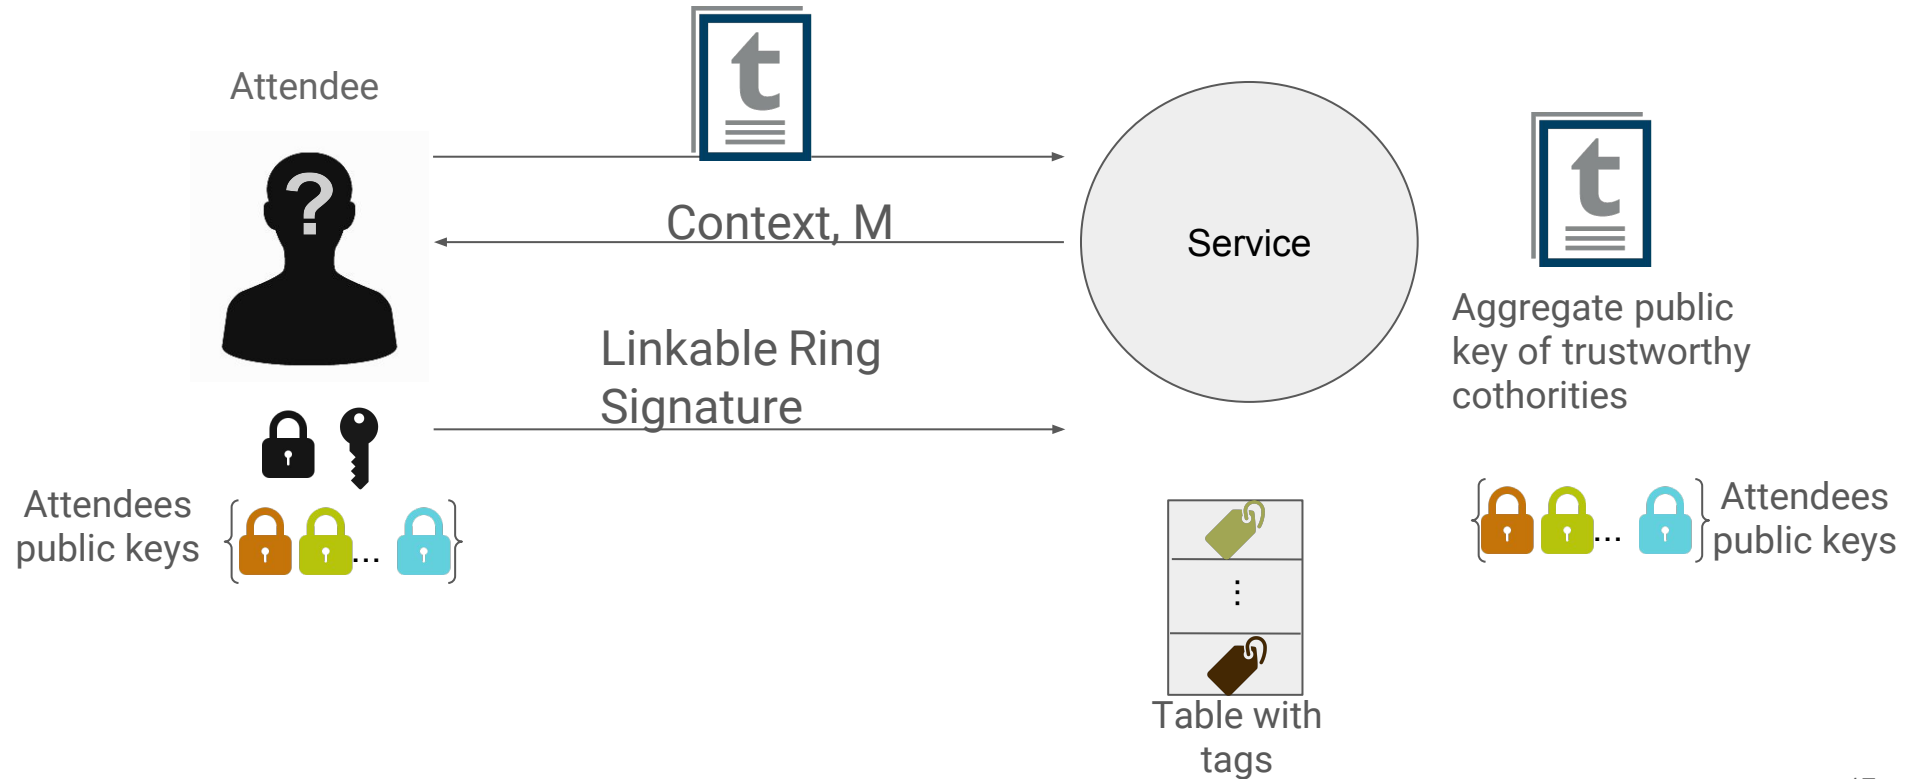 Attendee
t
?
Context, M
Service
t
Aggregate public
key of trustworthy
cothorities
Linkable Ring
Signature
Attendees
public keys
...
Attendees
public keys
...
⋮
Table with
tags